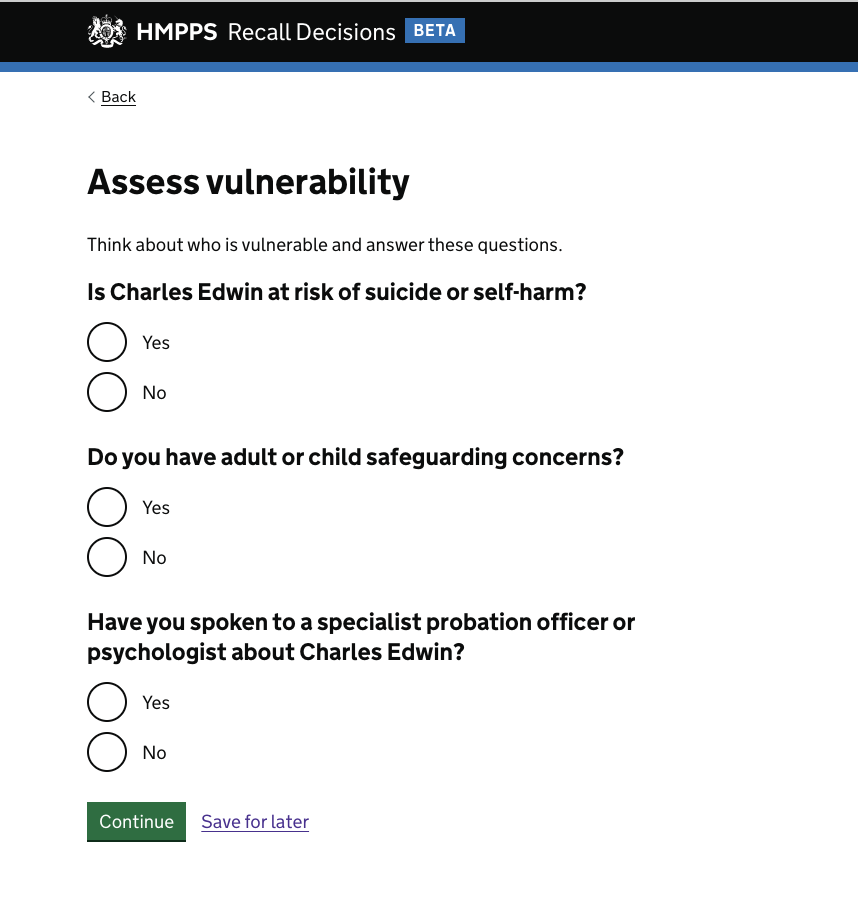 HMPPS Recall Decisions BETA
Back
Assess vulnerability
Think about who is vulnerable and answer these questions.
Is Charles Edwin at risk of suicide or self-harm?
Yes
No
Do you have adult or child safeguarding concerns?
Yes
No
Have you spoken to a specialist probation officer or
psychologist about Charles Edwin?
Yes
No
Continue Save for later